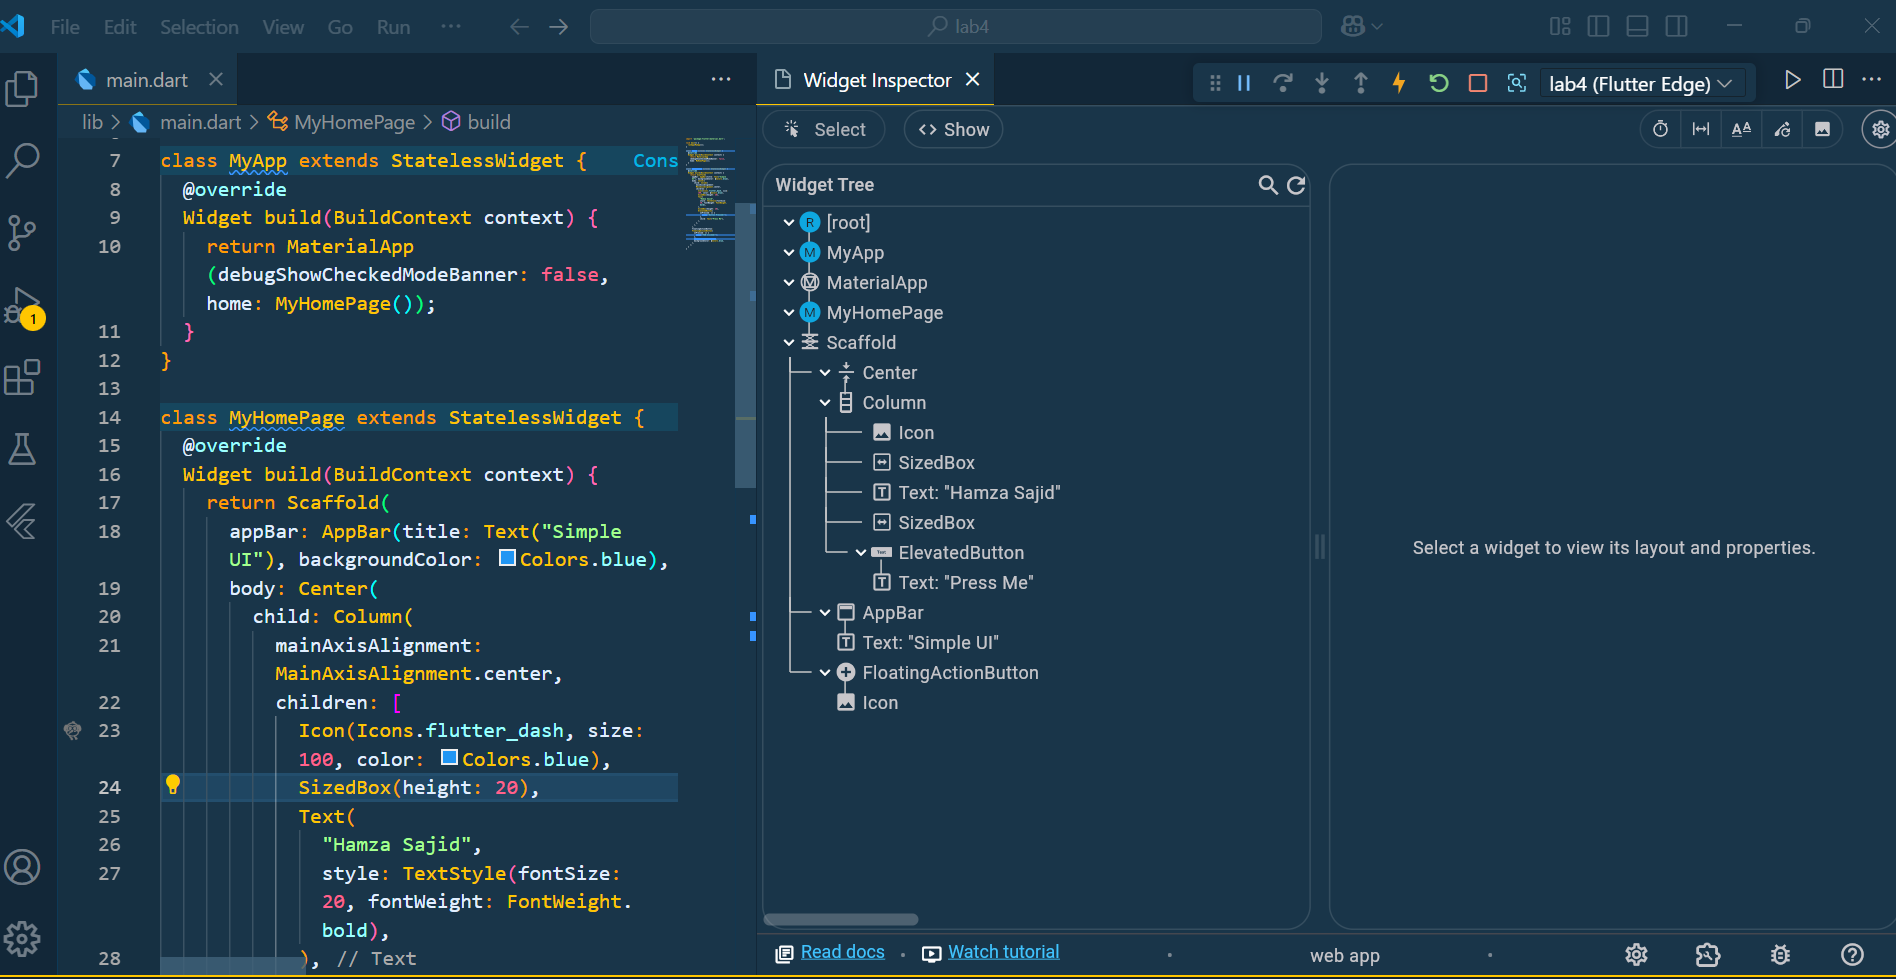 File Edit Selection View Go Run ··· lab4
main.dart
lib > main.dart > MyHomePage > build
7 class MyApp extends StatelessWidget { Cons
8 @override
9 Widget build(BuildContext context) {
10 return MaterialApp
(debugShowCheckedModeBanner: false,
home: MyHomePage());
11 }
12 }
13
14 class MyHomePage extends StatelessWidget {
15 @override
16 Widget build(BuildContext context) {
17 return Scaffold(
18 appBar: AppBar(title: Text("Simple
UI"), backgroundColor: Colors.blue),
19 body: Center(
20 child: Column(
21 mainAxisAlignment:
MainAxisAlignment.center,
22 children: [
23 Icon(Icons.flutter_dash, size:
100, color: Colors.blue),
24 SizedBox(height: 20),
25 Text(
26 "Hamza Sajid",
27 style: TextStyle(fontSize:
20, fontWeight: FontWeight.
bold),
28 ), // Text
1
Widget Inspector
lab4 (Flutter Edge)
Select
<> Show
Widget Tree
R [root]
M MyApp
MaterialApp
M MyHomePage
Scaffold
Center
Column
Icon
SizedBox
Text: "Hamza Sajid"
SizedBox
ElevatedButton
Text: "Press Me"
AppBar
Text: "Simple UI"
FloatingActionButton
Icon
Select a widget to view its layout and properties.
Read docs · Watch tutorial · web app ·